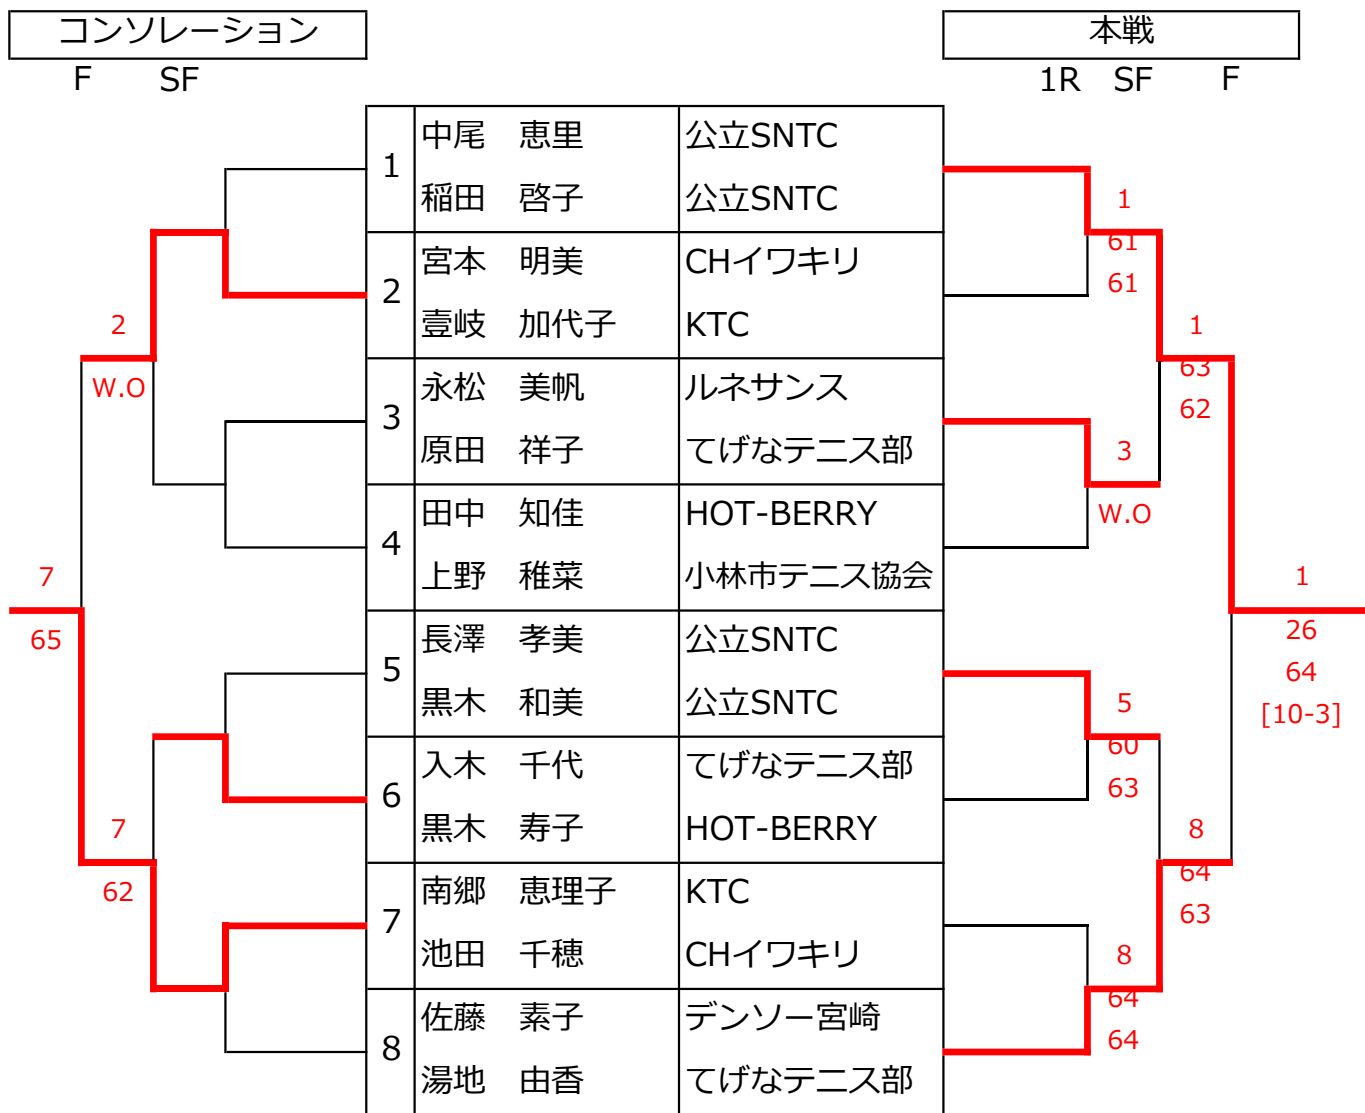 コンソレーション 本戦
F SF 1R SF F
1 中尾 恵里 公立SNTC
稲田 啓子 公立SNTC
1
61
61
2 宮本 明美 CHイワキリ
壹岐 加代子 KTC
2
W.O
1
63
62
3 永松 美帆 ルネサンス
原田 祥子 てげなテニス部
3
W.O
4 田中 知佳 HOT-BERRY
上野 稚菜 小林市テニス協会
7
65
1
26
64
[10-3]
5 長澤 孝美 公立SNTC
黒木 和美 公立SNTC
5
60
63
6 入木 千代 てげなテニス部
黒木 寿子 HOT-BERRY
7
62
8
64
63
7 南郷 恵理子 KTC
池田 千穂 CHイワキリ
8
64
64
8 佐藤 素子 デンソー宮崎
湯地 由香 てげなテニス部